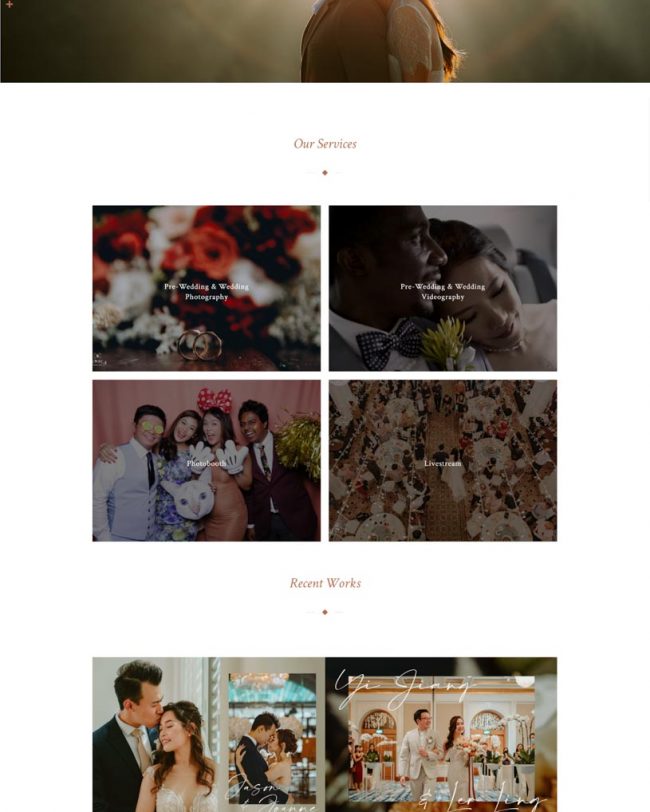 Our Services
Pre-Wedding & Wedding
Photography
Pre-Wedding & Wedding
Videography
Photobooth
Livestream
Recent Works
Yi Jiang
Jason
& Joanne
& Ler Ling